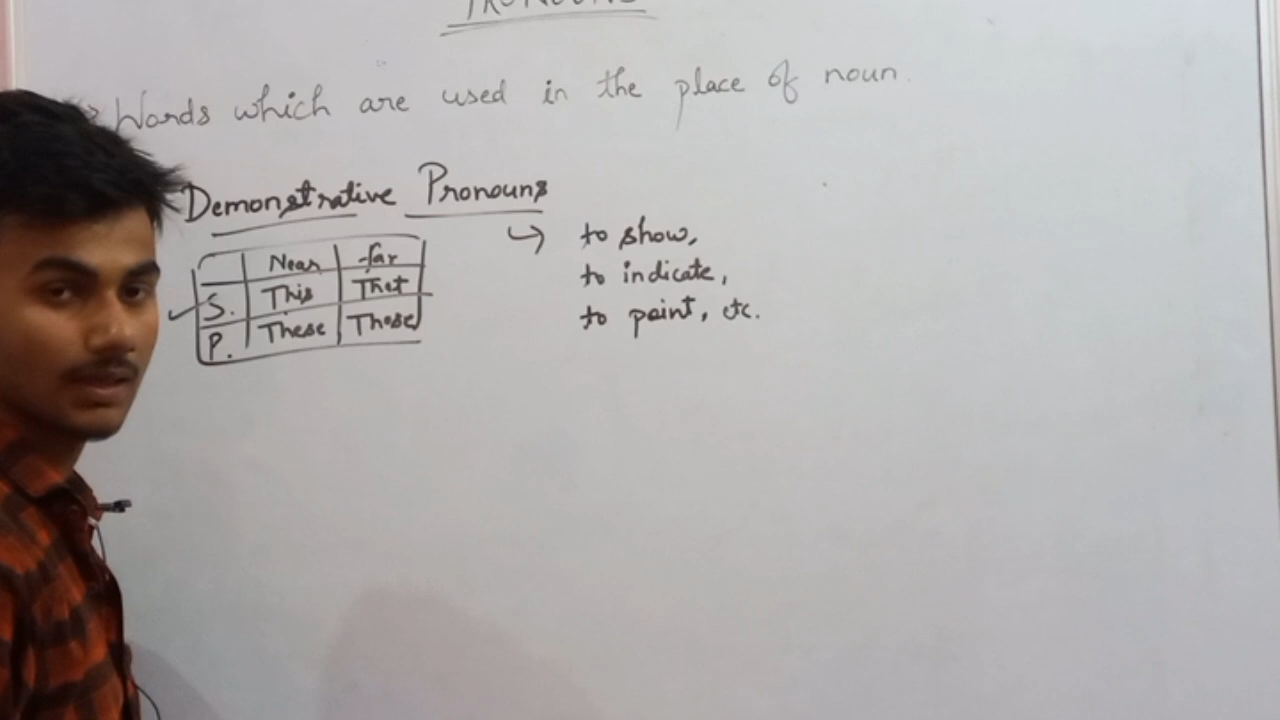 PRONOUNS
Words which are used in the place of noun.
Demonstrative Pronouns
↳ to show,
to indicate,
to point, etc.
Near far
S. This That
P. These Those